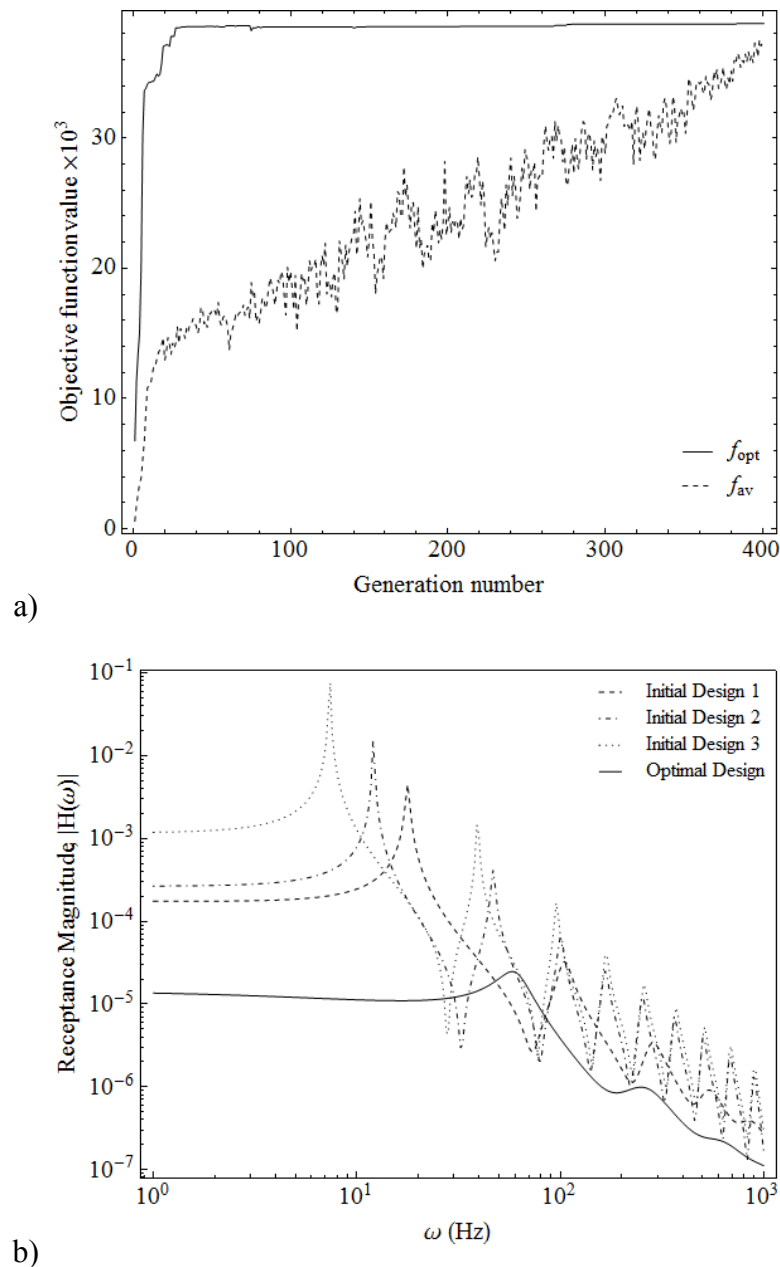 Objective function value ×10³
30
20
10
0
0 100 200 300 400
Generation number
f_opt
f_av
a)
Receptance Magnitude, |H(ω)|
10⁻¹
10⁻²
10⁻³
10⁻⁴
10⁻⁵
10⁻⁶
10⁻⁷
Initial Design 1
Initial Design 2
Initial Design 3
Optimal Design
10⁰ 10¹ 10² 10³
ω (Hz)
b)